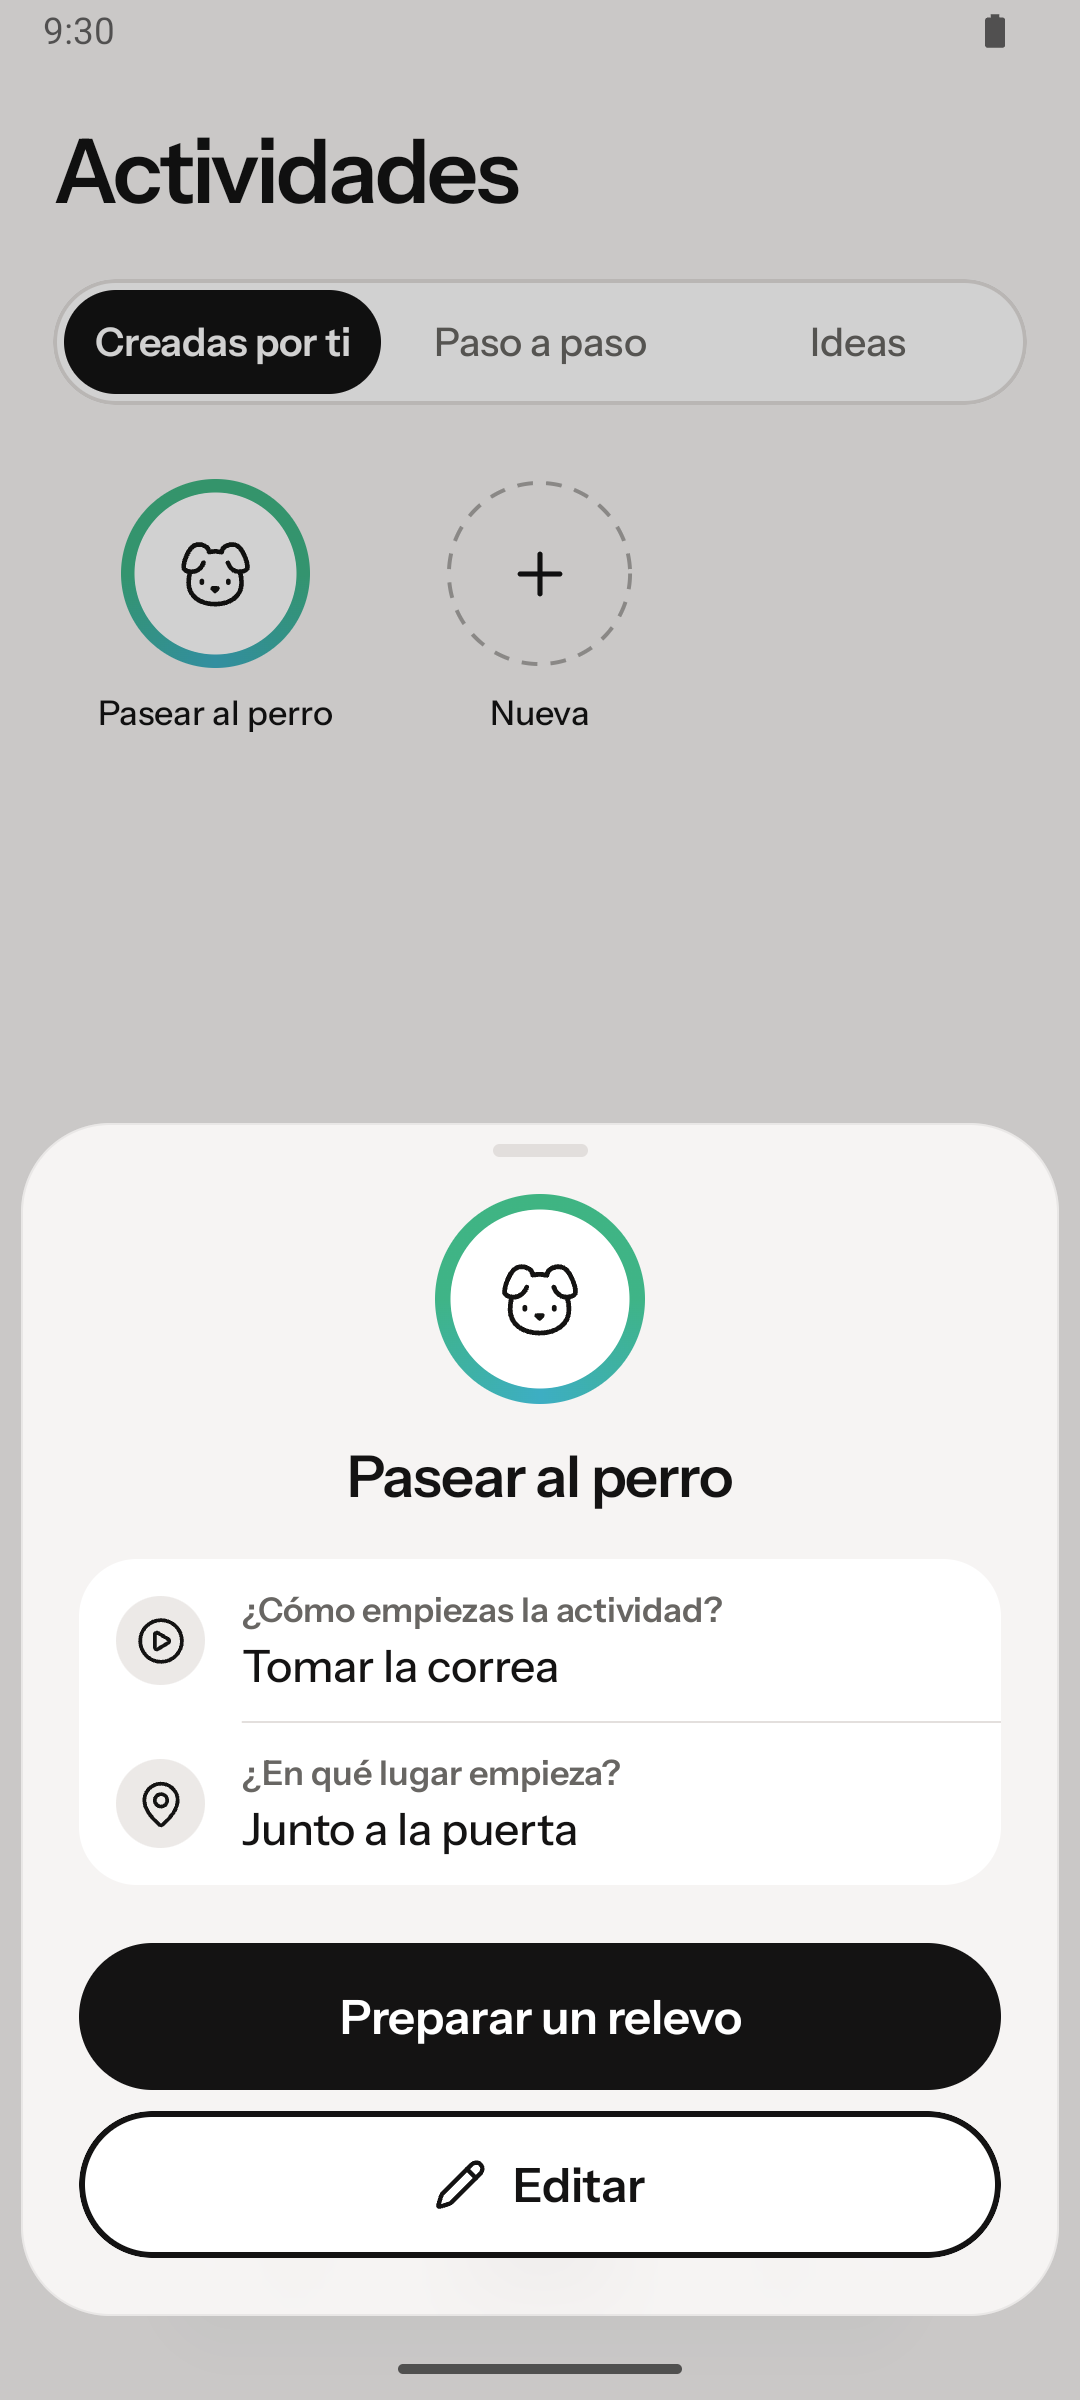 9:30
Actividades
Creadas por ti
Paso a paso
Ideas
Pasear al perro
Nueva
Pasear al perro
¿Cómo empiezas la actividad?
Tomar la correa
¿En qué lugar empieza?
Junto a la puerta
Preparar un relevo
Editar